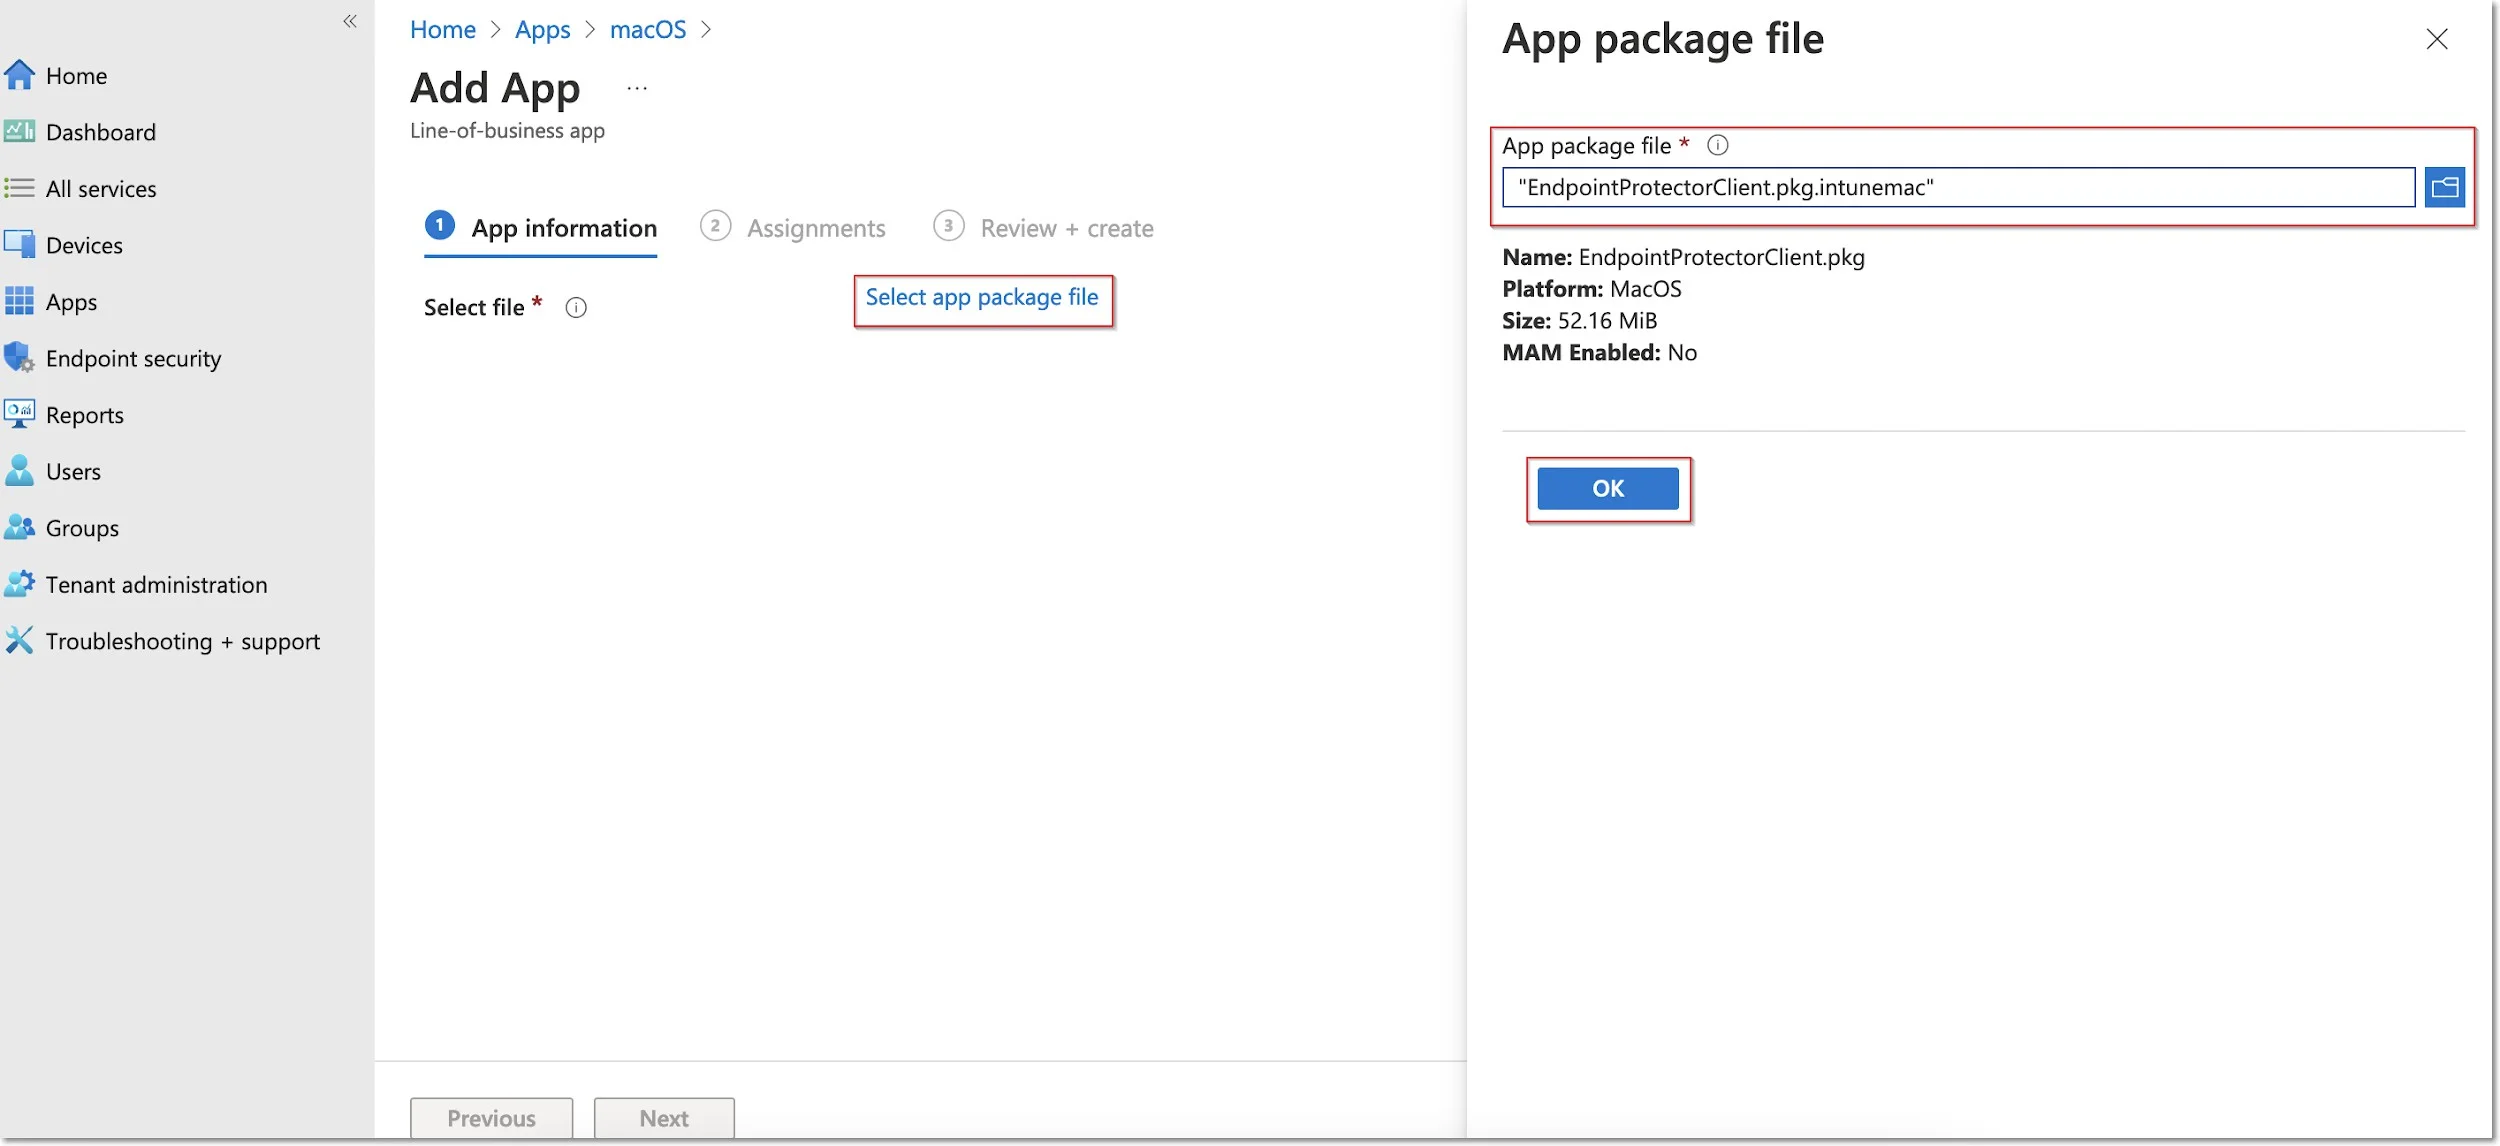 Home
Dashboard
All services
Devices
Apps
Endpoint security
Reports
Users
Groups
Tenant administration
Troubleshooting + support
Home > Apps > macOS >
Add App ...
Line-of-business app
1 App information 2 Assignments 3 Review + create
Select file * Select app package file
Previous Next
App package file
App package file *
"EndpointProtectorClient.pkg.intunemac"
Name: EndpointProtectorClient.pkg
Platform: MacOS
Size: 52.16 MiB
MAM Enabled: No
OK